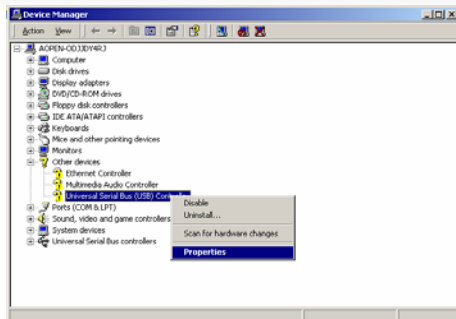 Device Manager
Action View
AOPEN-ODJJDY4RJ
Computer
Disk drives
Display adapters
DVD/CD-ROM drives
Floppy disk controllers
IDE ATA/ATAPI controllers
Keyboards
Mice and other pointing devices
Monitors
Other devices
Ethernet Controller
Multimedia Audio Controller
Universal Serial Bus (USB) Cont
Ports (COM & LPT)
Sound, video and game controllers
System devices
Universal Serial Bus controllers
Disable
Uninstall...
Scan for hardware changes
Properties